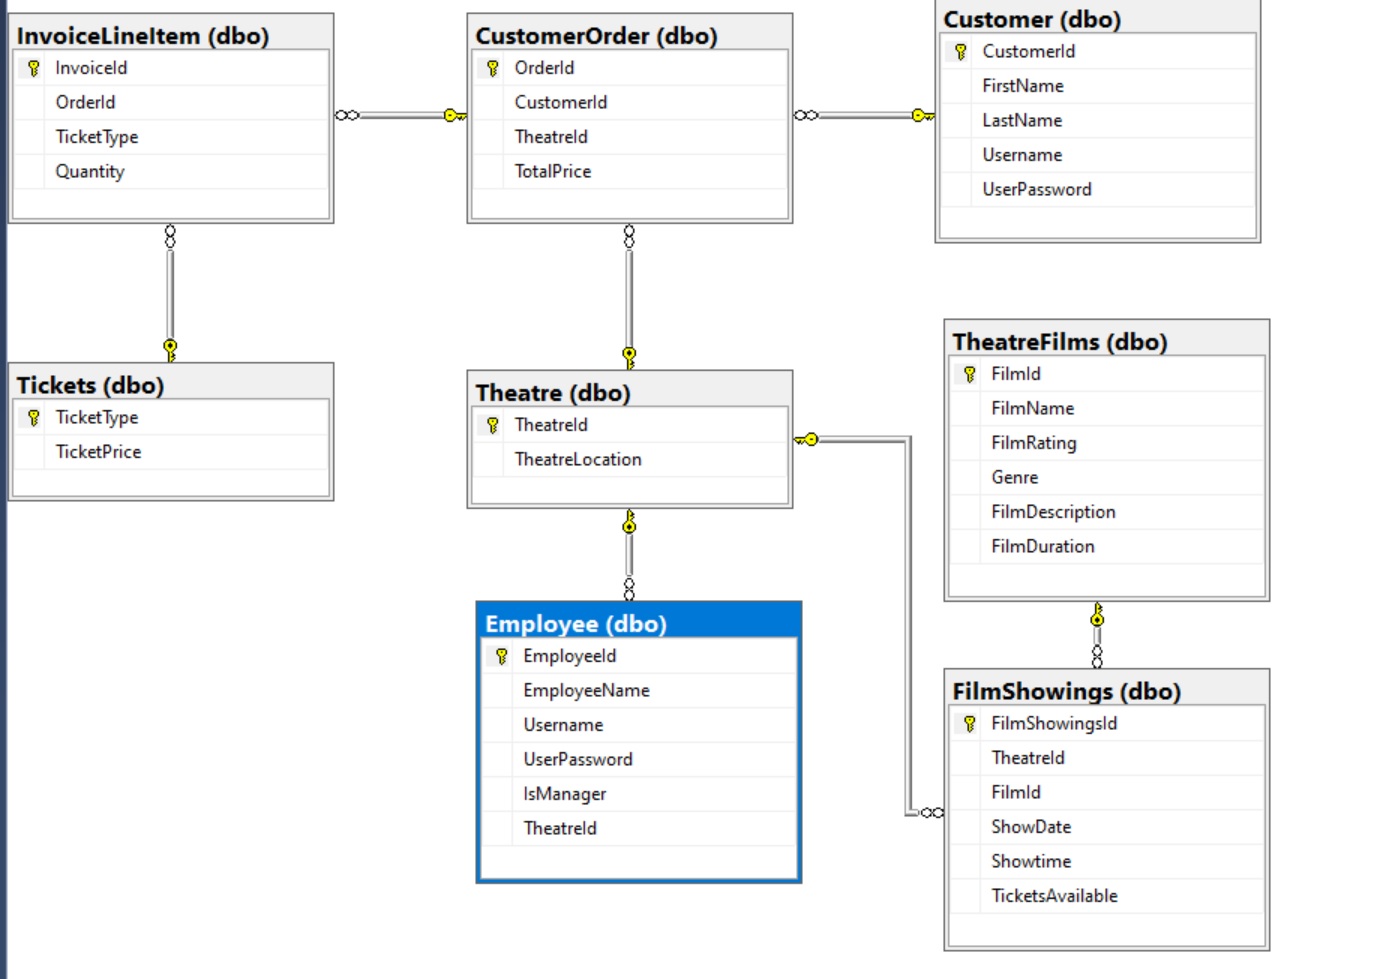 InvoiceLineItem (dbo)
InvoiceId
OrderId
TicketType
Quantity
CustomerOrder (dbo)
OrderId
CustomerId
TheatreId
TotalPrice
Customer (dbo)
CustomerId
FirstName
LastName
Username
UserPassword
Tickets (dbo)
TicketType
TicketPrice
Theatre (dbo)
TheatreId
TheatreLocation
TheatreFilms (dbo)
FilmId
FilmName
FilmRating
Genre
FilmDescription
FilmDuration
Employee (dbo)
EmployeeId
EmployeeName
Username
UserPassword
IsManager
TheatreId
FilmShowings (dbo)
FilmShowingsId
TheatreId
FilmId
ShowDate
Showtime
TicketsAvailable